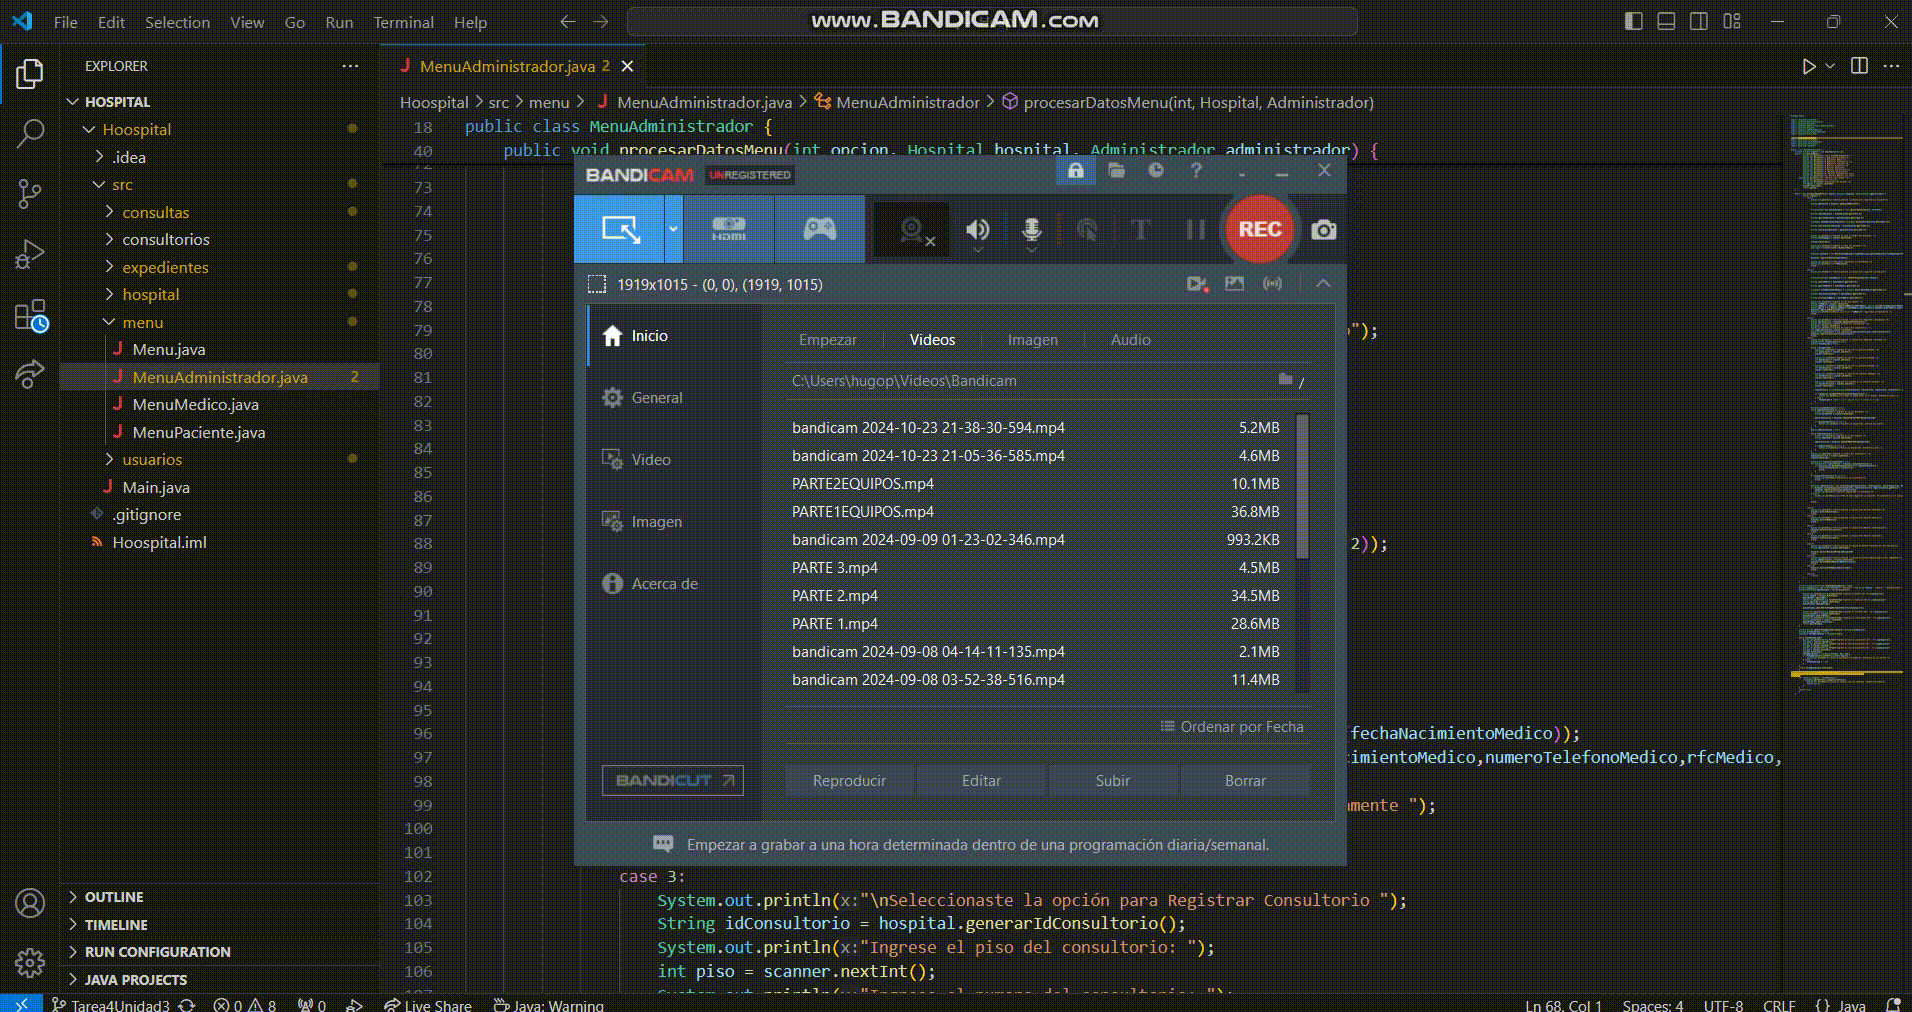 File Edit Selection View Go Run Terminal Help
www.BANDICAM.com
EXPLORER
HOSPITAL
Hoospital
.idea
src
consultas
consultorios
expedientes
hospital
menu
Menu.java
MenuAdministrador.java 2
MenuMedico.java
MenuPaciente.java
usuarios
Main.java
.gitignore
Hoospital.iml
OUTLINE
TIMELINE
RUN CONFIGURATION
JAVA PROJECTS
MenuAdministrador.java 2
Hoospital > src > menu > MenuAdministrador.java > MenuAdministrador > procesarDatosMenu(int, Hospital, Administrador)
18 public class MenuAdministrador {
40 public void procesarDatosMenu(int opcion, Hospital hospital, Administrador administrador) {
73
74
75
76
77
78
79 ");
80
81
82
83
84
85
86
87
88 2));
89
90
91
92
93
94
95
96 fechaNacimientoMedico));
97 cimientoMedico,numeroTelefonoMedico,rfcMedico,
98
99 amente ");
100
101
102 case 3:
103 System.out.println(x:"\nSeleccionaste la opción para Registrar Consultorio ");
104 String idConsultorio = hospital.generarIdConsultorio();
105 System.out.println(x:"Ingrese el piso del consultorio: ");
106 int piso = scanner.nextInt();
System.out.println(x:"Ingrese el numero del consultorio: ");
BANDICAM UNREGISTERED
HDMI
REC
1919x1015 - (0, 0), (1919, 1015)
Inicio
General
Video
Imagen
Acerca de
BANDICUT
Empezar Videos Imagen Audio
C:\Users\hugop\Videos\Bandicam
bandicam 2024-10-23 21-38-30-594.mp4 5.2MB
bandicam 2024-10-23 21-05-36-585.mp4 4.6MB
PARTE2EQUIPOS.mp4 10.1MB
PARTE1EQUIPOS.mp4 36.8MB
bandicam 2024-09-09 01-23-02-346.mp4 993.2KB
PARTE 3.mp4 4.5MB
PARTE 2.mp4 34.5MB
PARTE 1.mp4 28.6MB
bandicam 2024-09-08 04-14-11-135.mp4 2.1MB
bandicam 2024-09-08 03-52-38-516.mp4 11.4MB
Ordenar por Fecha
Reproducir Editar Subir Borrar
Empezar a grabar a una hora determinada dentro de una programación diaria/semanal.
Tarea4Unidad3 0 8 0 Live Share Java: Warning
Ln 68, Col 1 Spaces: 4 UTF-8 CRLF {} Java